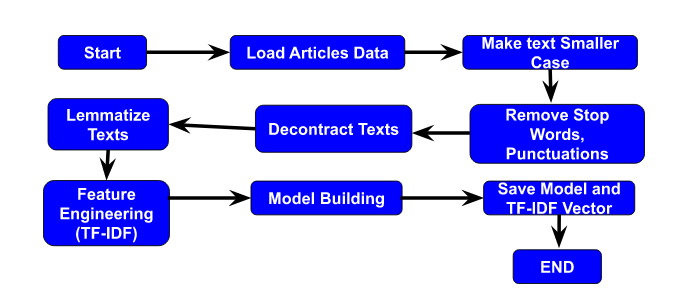 Start
Load Articles Data
Make text Smaller
Case
Remove Stop
Words,
Punctuations
Decontract Texts
Lemmatize
Texts
Feature
Engineering
(TF-IDF)
Model Building
Save Model and
TF-IDF Vector
END